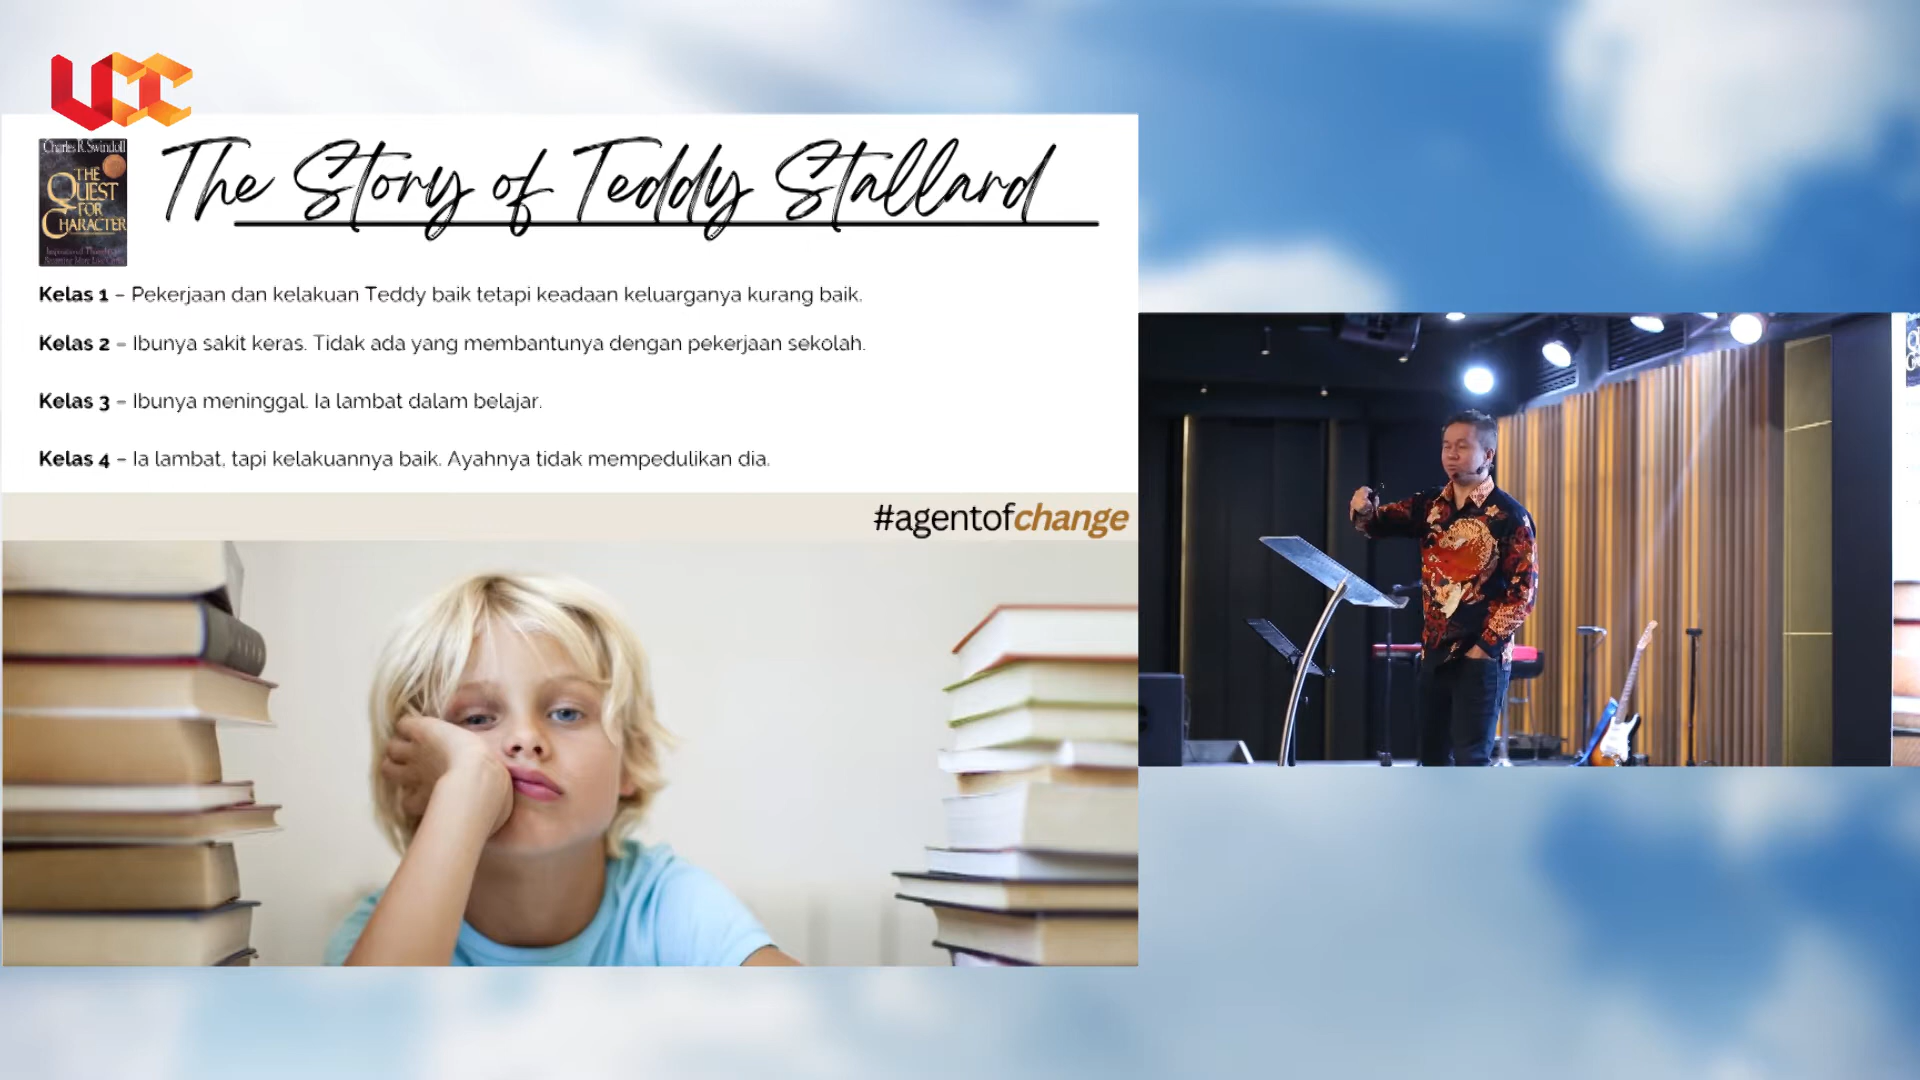 UCC
Charles R. Swindoll
THE
QUEST
FOR
CHARACTER
The Story of Teddy Stallard
Kelas 1 – Pekerjaan dan kelakuan Teddy baik tetapi keadaan keluarganya kurang baik.
Kelas 2 – Ibunya sakit keras. Tidak ada yang membantunya dengan pekerjaan sekolah.
Kelas 3 – Ibunya meninggal. Ia lambat dalam belajar.
Kelas 4 – Ia lambat, tapi kelakuannya baik. Ayahnya tidak mempedulikan dia.
#agentofchange